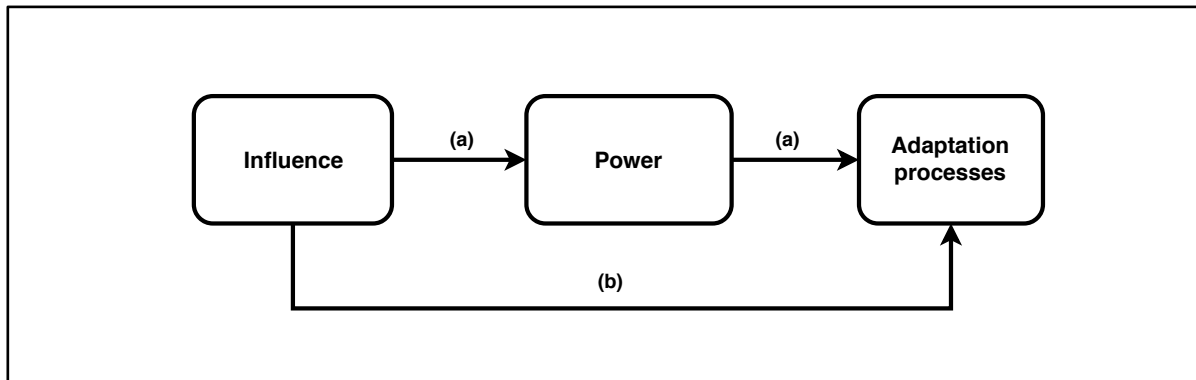 Influence
(a)
Power
(a)
Adaptation
processes
(b)